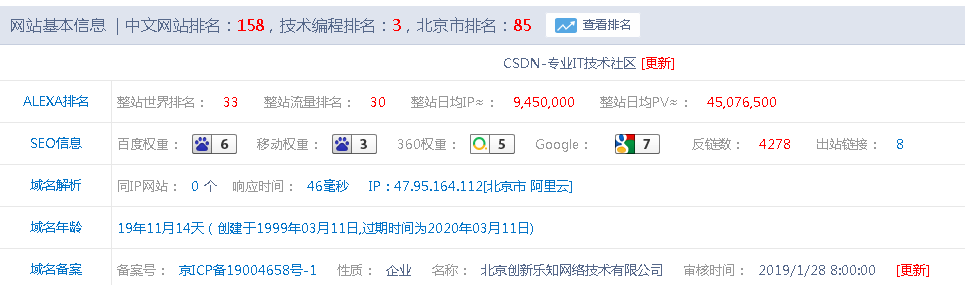 网站基本信息 | 中文网站排名：158，技术编程排名：3，北京市排名：85 查看排名
CSDN-专业IT技术社区 [更新]
ALEXA排名 整站世界排名： 33 整站流量排名： 30 整站日均IP≈： 9,450,000 整站日均PV≈： 45,076,500
SEO信息 百度权重： 6 移动权重： 3 360权重： 5 Google： 7 反链数： 4278 出站链接： 8
域名解析 同IP网站： 0 个 响应时间： 46毫秒 IP：47.95.164.112[北京市 阿里云]
域名年龄 19年11月14天 ( 创建于1999年03月11日,过期时间为2020年03月11日)
域名备案 备案号： 京ICP备19004658号-1 性质： 企业 名称： 北京创新乐知网络技术有限公司 审核时间： 2019/1/28 8:00:00 [更新]